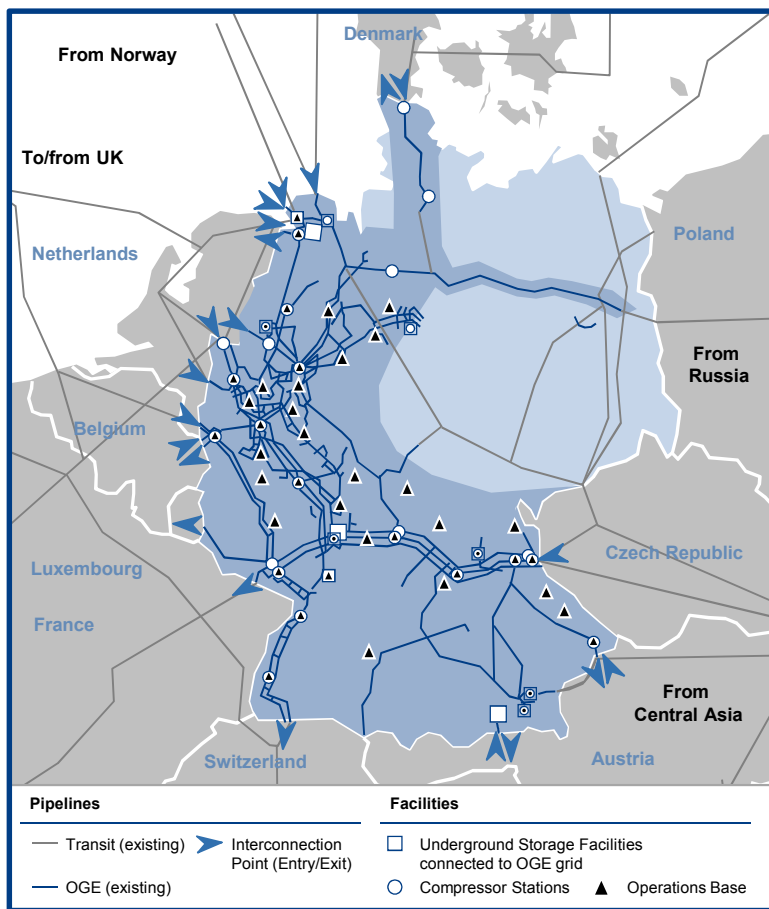 Denmark
From Norway
To/from UK
Netherlands
Poland
From
Russia
Belgium
Czech Republic
Luxembourg
France
From
Central Asia
Switzerland
Austria
Pipelines
Facilities
Transit (existing)
Interconnection
Point (Entry/Exit)
Underground Storage Facilities
connected to OGE grid
OGE (existing)
Compressor Stations
Operations Base